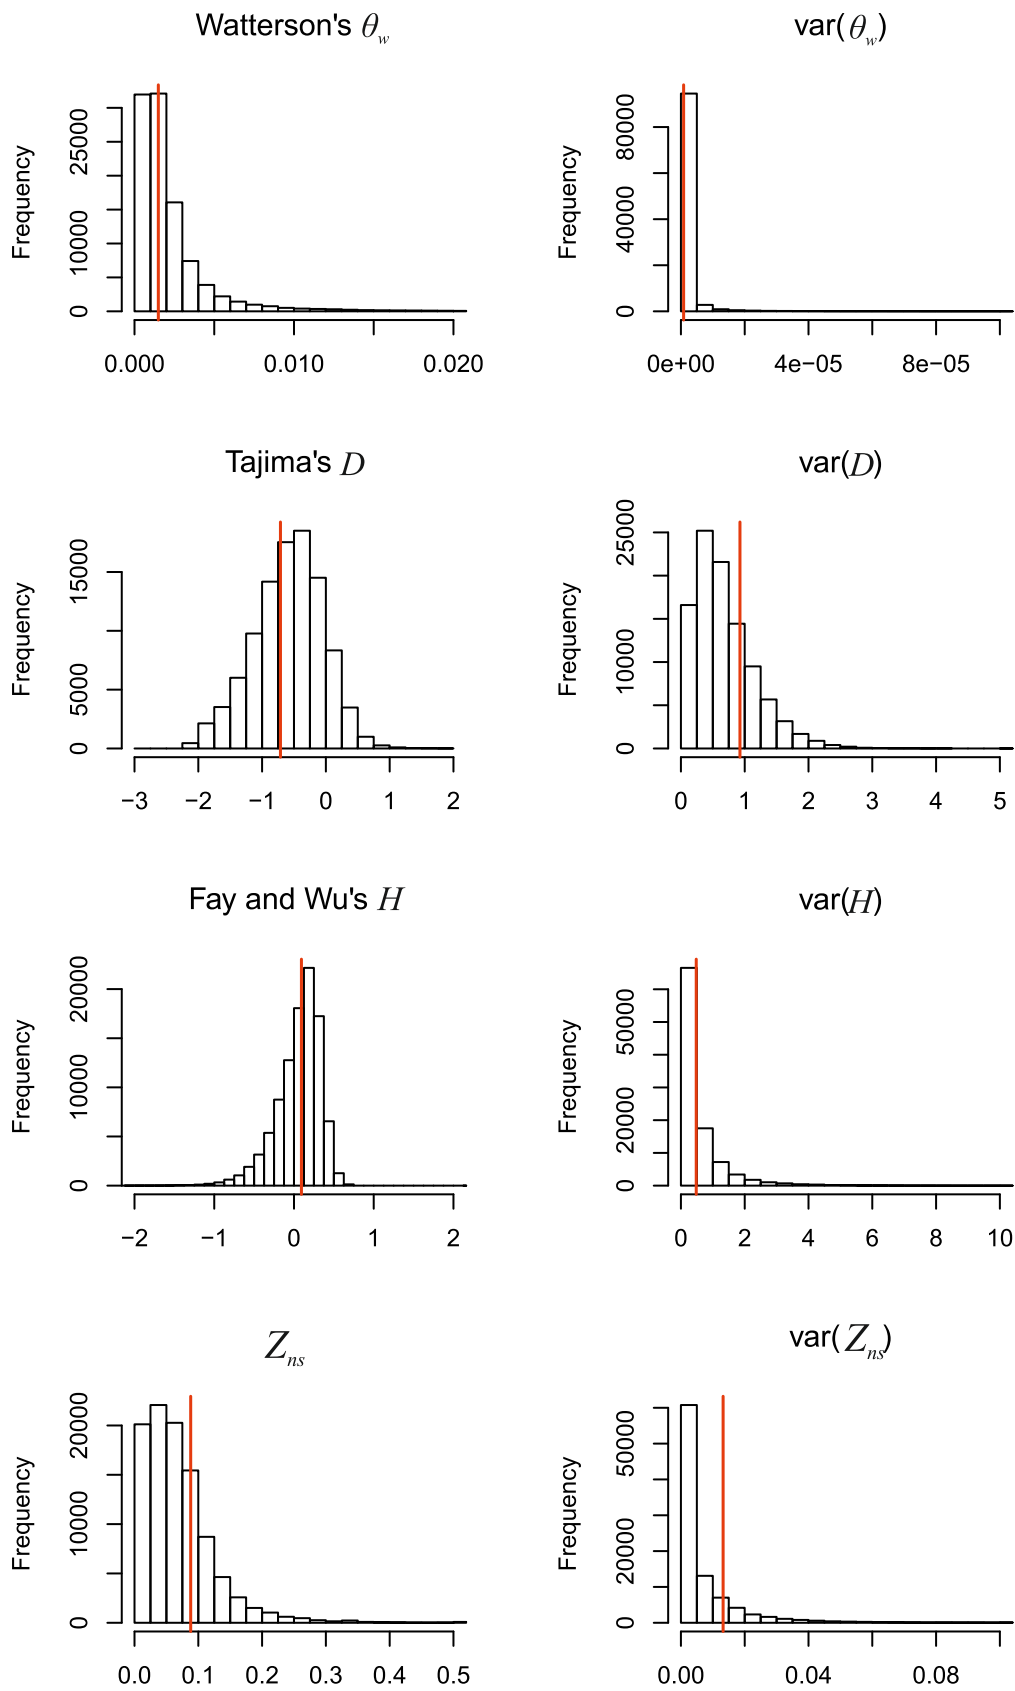 Watterson's θw
var(θw)
Frequency
0 10000 25000
0.000 0.010 0.020
Frequency
0 40000 80000
0e+00 4e−05 8e−05
Tajima's D
var(D)
Frequency
0 5000 15000
−3 −2 −1 0 1 2
Frequency
0 10000 25000
0 1 2 3 4 5
Fay and Wu's H
var(H)
Frequency
0 10000 20000
−2 −1 0 1 2
Frequency
0 20000 50000
0 2 4 6 8 10
Zns
var(Zns)
Frequency
0 10000 20000
0.0 0.1 0.2 0.3 0.4 0.5
Frequency
0 20000 50000
0.00 0.04 0.08